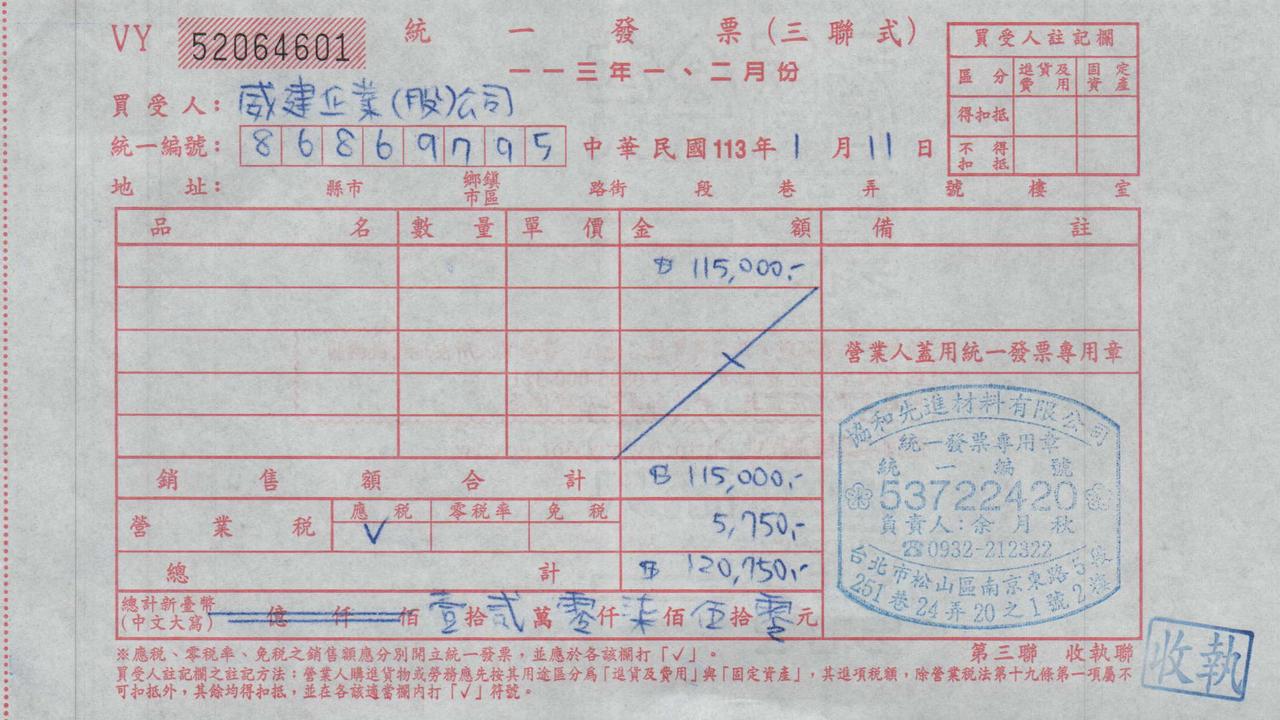 VY 52064601 統一發票(三聯式)
一一三年一、二月份
買受人註記欄
區分 進貨及費用 固定資產
得扣抵
不得扣抵
買受人: 威建企業(股)公司
統一編號: 86869795 中華民國113年1月11日
地址: 縣市 鄉鎮市區 路街 段 巷 弄 號 樓 室
品名 數量 單價 金額 備註
$ 115,000,-
營業人蓋用統一發票專用章
協和先進材料有限公司
統一發票專用章
統一編號
53722420
負責人:余月秋
☎0932-212322
台北市松山區南京東路5段
251巷24弄20之1號2樓
銷售額合計 $ 115,000,-
營業稅 應稅 零稅率 免稅
V 5,750,-
總計 $ 120,750,-
總計新臺幣(中文大寫) 億仟佰壹拾貳萬零仟柒佰伍拾零元
※應稅、零稅率、免稅之銷售額應分別開立統一發票,並應於各該欄打「✓」。 第三聯 收執聯
買受人註記欄之註記方法:營業人購進貨物或勞務應先按其用途區分為「進貨及費用」與「固定資產」,其進項稅額,除營業稅法第十九條第一項屬不
可扣抵外,其餘均得扣抵,並在各該適當欄內打「✓」符號。
收執